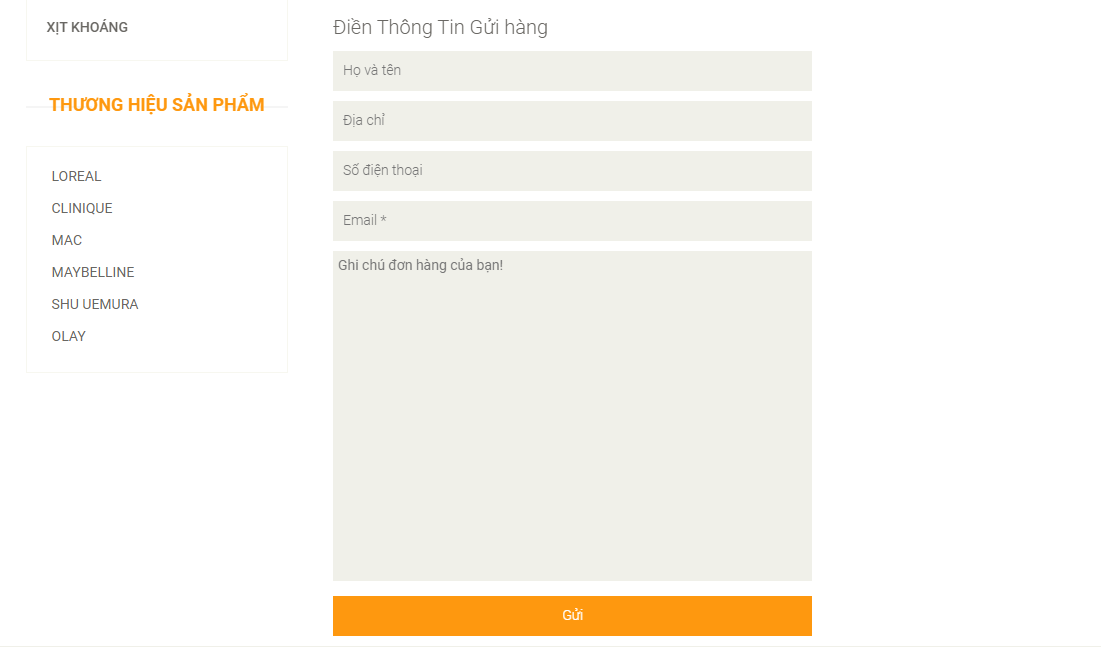 XỊT KHOÁNG
THƯƠNG HIỆU SẢN PHẨM
LOREAL
CLINIQUE
MAC
MAYBELLINE
SHU UEMURA
OLAY
Điền Thông Tin Gửi hàng
Họ và tên
Địa chỉ
Số điện thoại
Email *
Ghi chú đơn hàng của bạn!
Gửi